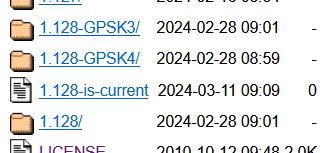 1.128-GPSK3/ 2024-02-28 09:01 -
1.128-GPSK4/ 2024-02-28 08:59 -
1.128-is-current 2024-03-11 09:09 0
1.128/ 2024-02-28 09:01 -
LICENSE 2010-10-12 09:48 2.0K